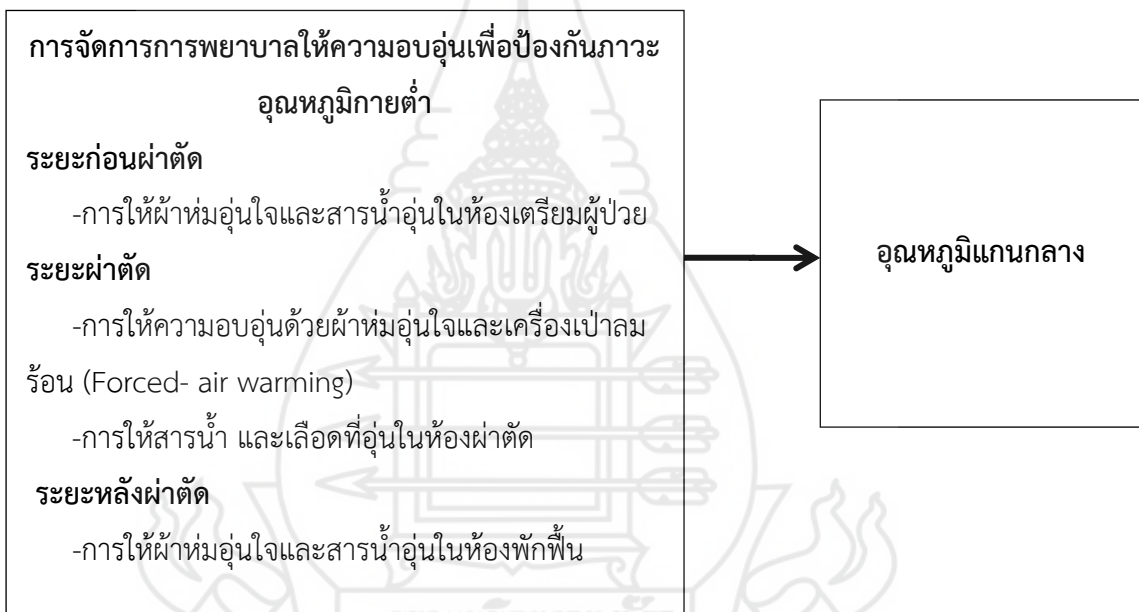 การจัดการการพยาบาลให้ความอบอุ่นเพื่อป้องกันภาวะ
อุณหภูมิกายต่ำ
ระยะก่อนผ่าตัด
-การให้ผ้าห่มอุ่นใจและสารน้ำอุ่นในห้องเตรียมผู้ป่วย
ระยะผ่าตัด
-การให้ความอบอุ่นด้วยผ้าห่มอุ่นใจและเครื่องเป่าลม
ร้อน (Forced- air warming)
-การให้สารน้ำ และเลือดที่อุ่นในห้องผ่าตัด
ระยะหลังผ่าตัด
-การให้ผ้าห่มอุ่นใจและสารน้ำอุ่นในห้องพักฟื้น
อุณหภูมิแกนกลาง